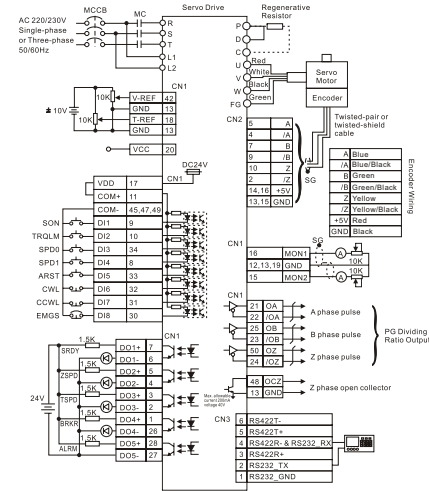 Servo Drive
AC 220/230V
Single-phase
or Three-phase
50/60Hz
MCCB
MC
R
S
T
L1
L2
P
D
C
U
V
W
FG
Regenerative
Resistor
Red
White
Black
Green
Servo
Motor
Encoder
CN1
± 10V
10K
10K
V-REF 42
GND 13
T-REF 18
GND 13
VCC 20
DC24V
CN1
VDD 17
COM+ 11
COM- 45,47,49
SON DI1 9
TRQLM DI2 10
SPD0 DI3 34
SPD1 DI4 8
ARST DI5 33
CWL DI6 32
CCWL DI7 31
EMGS DI8 30
CN2
5 A
4 /A
7 B
9 /B
10 Z
2 /Z
14,16 +5V
13,15 GND
SG
Twisted-pair or
twisted-shield
cable
A Blue
/A Blue/Black
B Green
/B Green/Black
Z Yellow
/Z Yellow/Black
+5V Red
GND Black
Encoder Wiring
CN1
16 MON1
12,13,19 GND
15 MON2
SG
A
A
10K
10K
CN1
21 OA
22 /OA
25 OB
23 /OB
50 OZ
24 /OZ
A phase pulse
B phase pulse
Z phase pulse
PG Dividing
Ratio Output
48 OCZ
13 GND
Z phase open collector
Max. allowable
current 200mA
voltage 40V
CN1
24V
1.5K
SRDY
DO1+ 7
DO1- 6
1.5K
ZSPD
DO2+ 5
DO2- 4
1.5K
TSPD
DO3+ 3
DO3- 2
1.5K
BRKR
DO4+ 1
DO4- 26
1.5K
ALRM
DO5+ 28
DO5- 27
CN3
6 RS422T-
5 RS422T+
4 RS422R- & RS232_RX
3 RS422R+
2 RS232_TX
1 RS232_GND